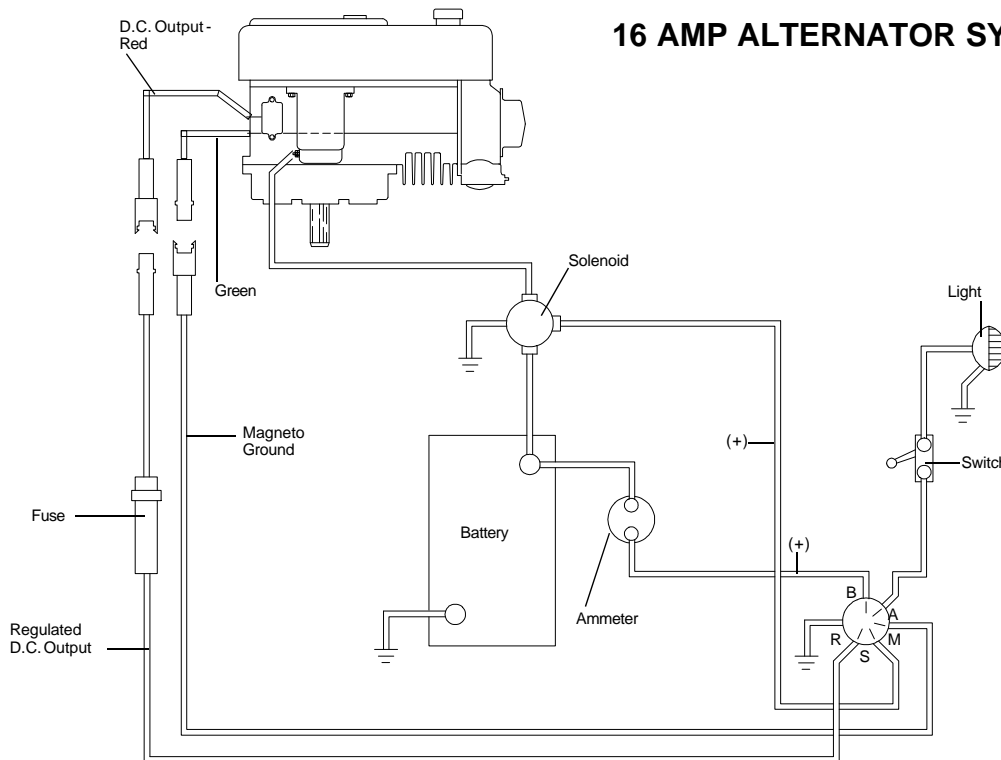 16 AMP ALTERNATOR SY
D.C. Output -
Red
Green
Solenoid
Light
Magneto
Ground
(+)
Switch
Fuse
Battery
(+)
Ammeter
B
A
Regulated
D.C. Output
R
M
S